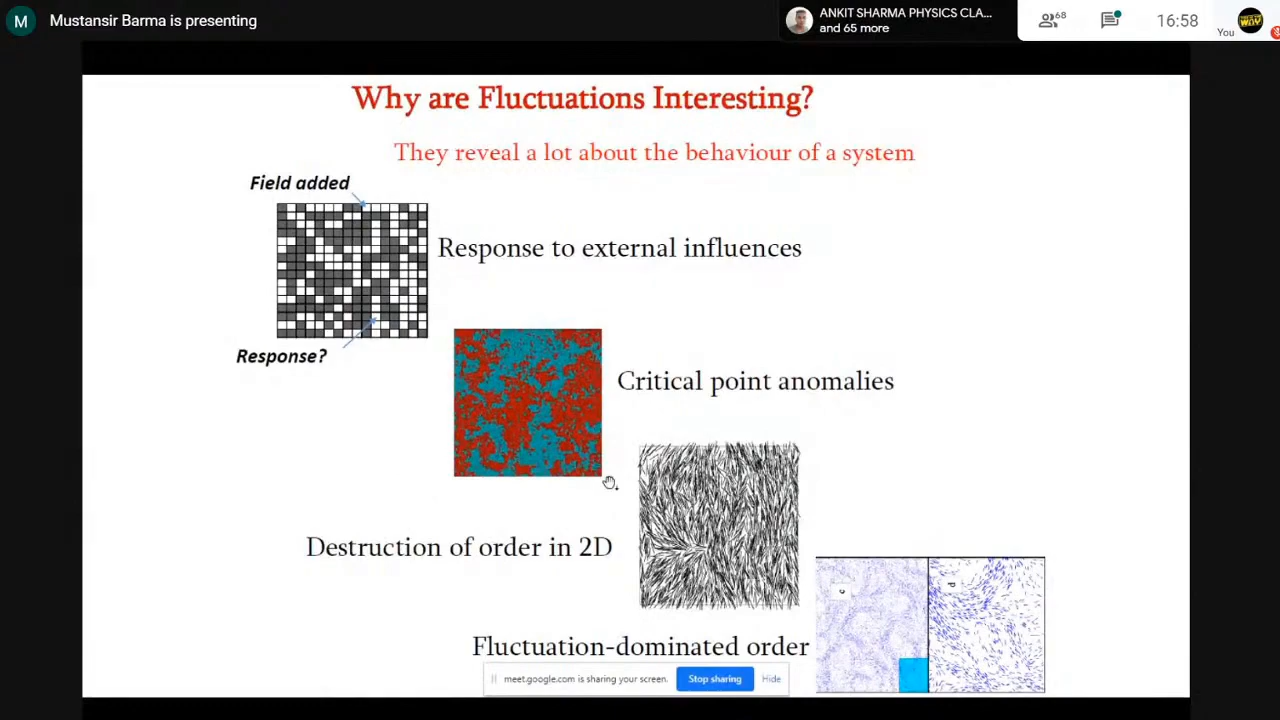 M Mustansir Barma is presenting
ANKIT SHARMA PHYSICS CLA...
and 65 more
68
16:58
You
Why are Fluctuations Interesting?
They reveal a lot about the behaviour of a system
Field added
Response to external influences
Response?
Critical point anomalies
Destruction of order in 2D
c
d
Fluctuation-dominated order
meet.google.com is sharing your screen.
Stop sharing
Hide